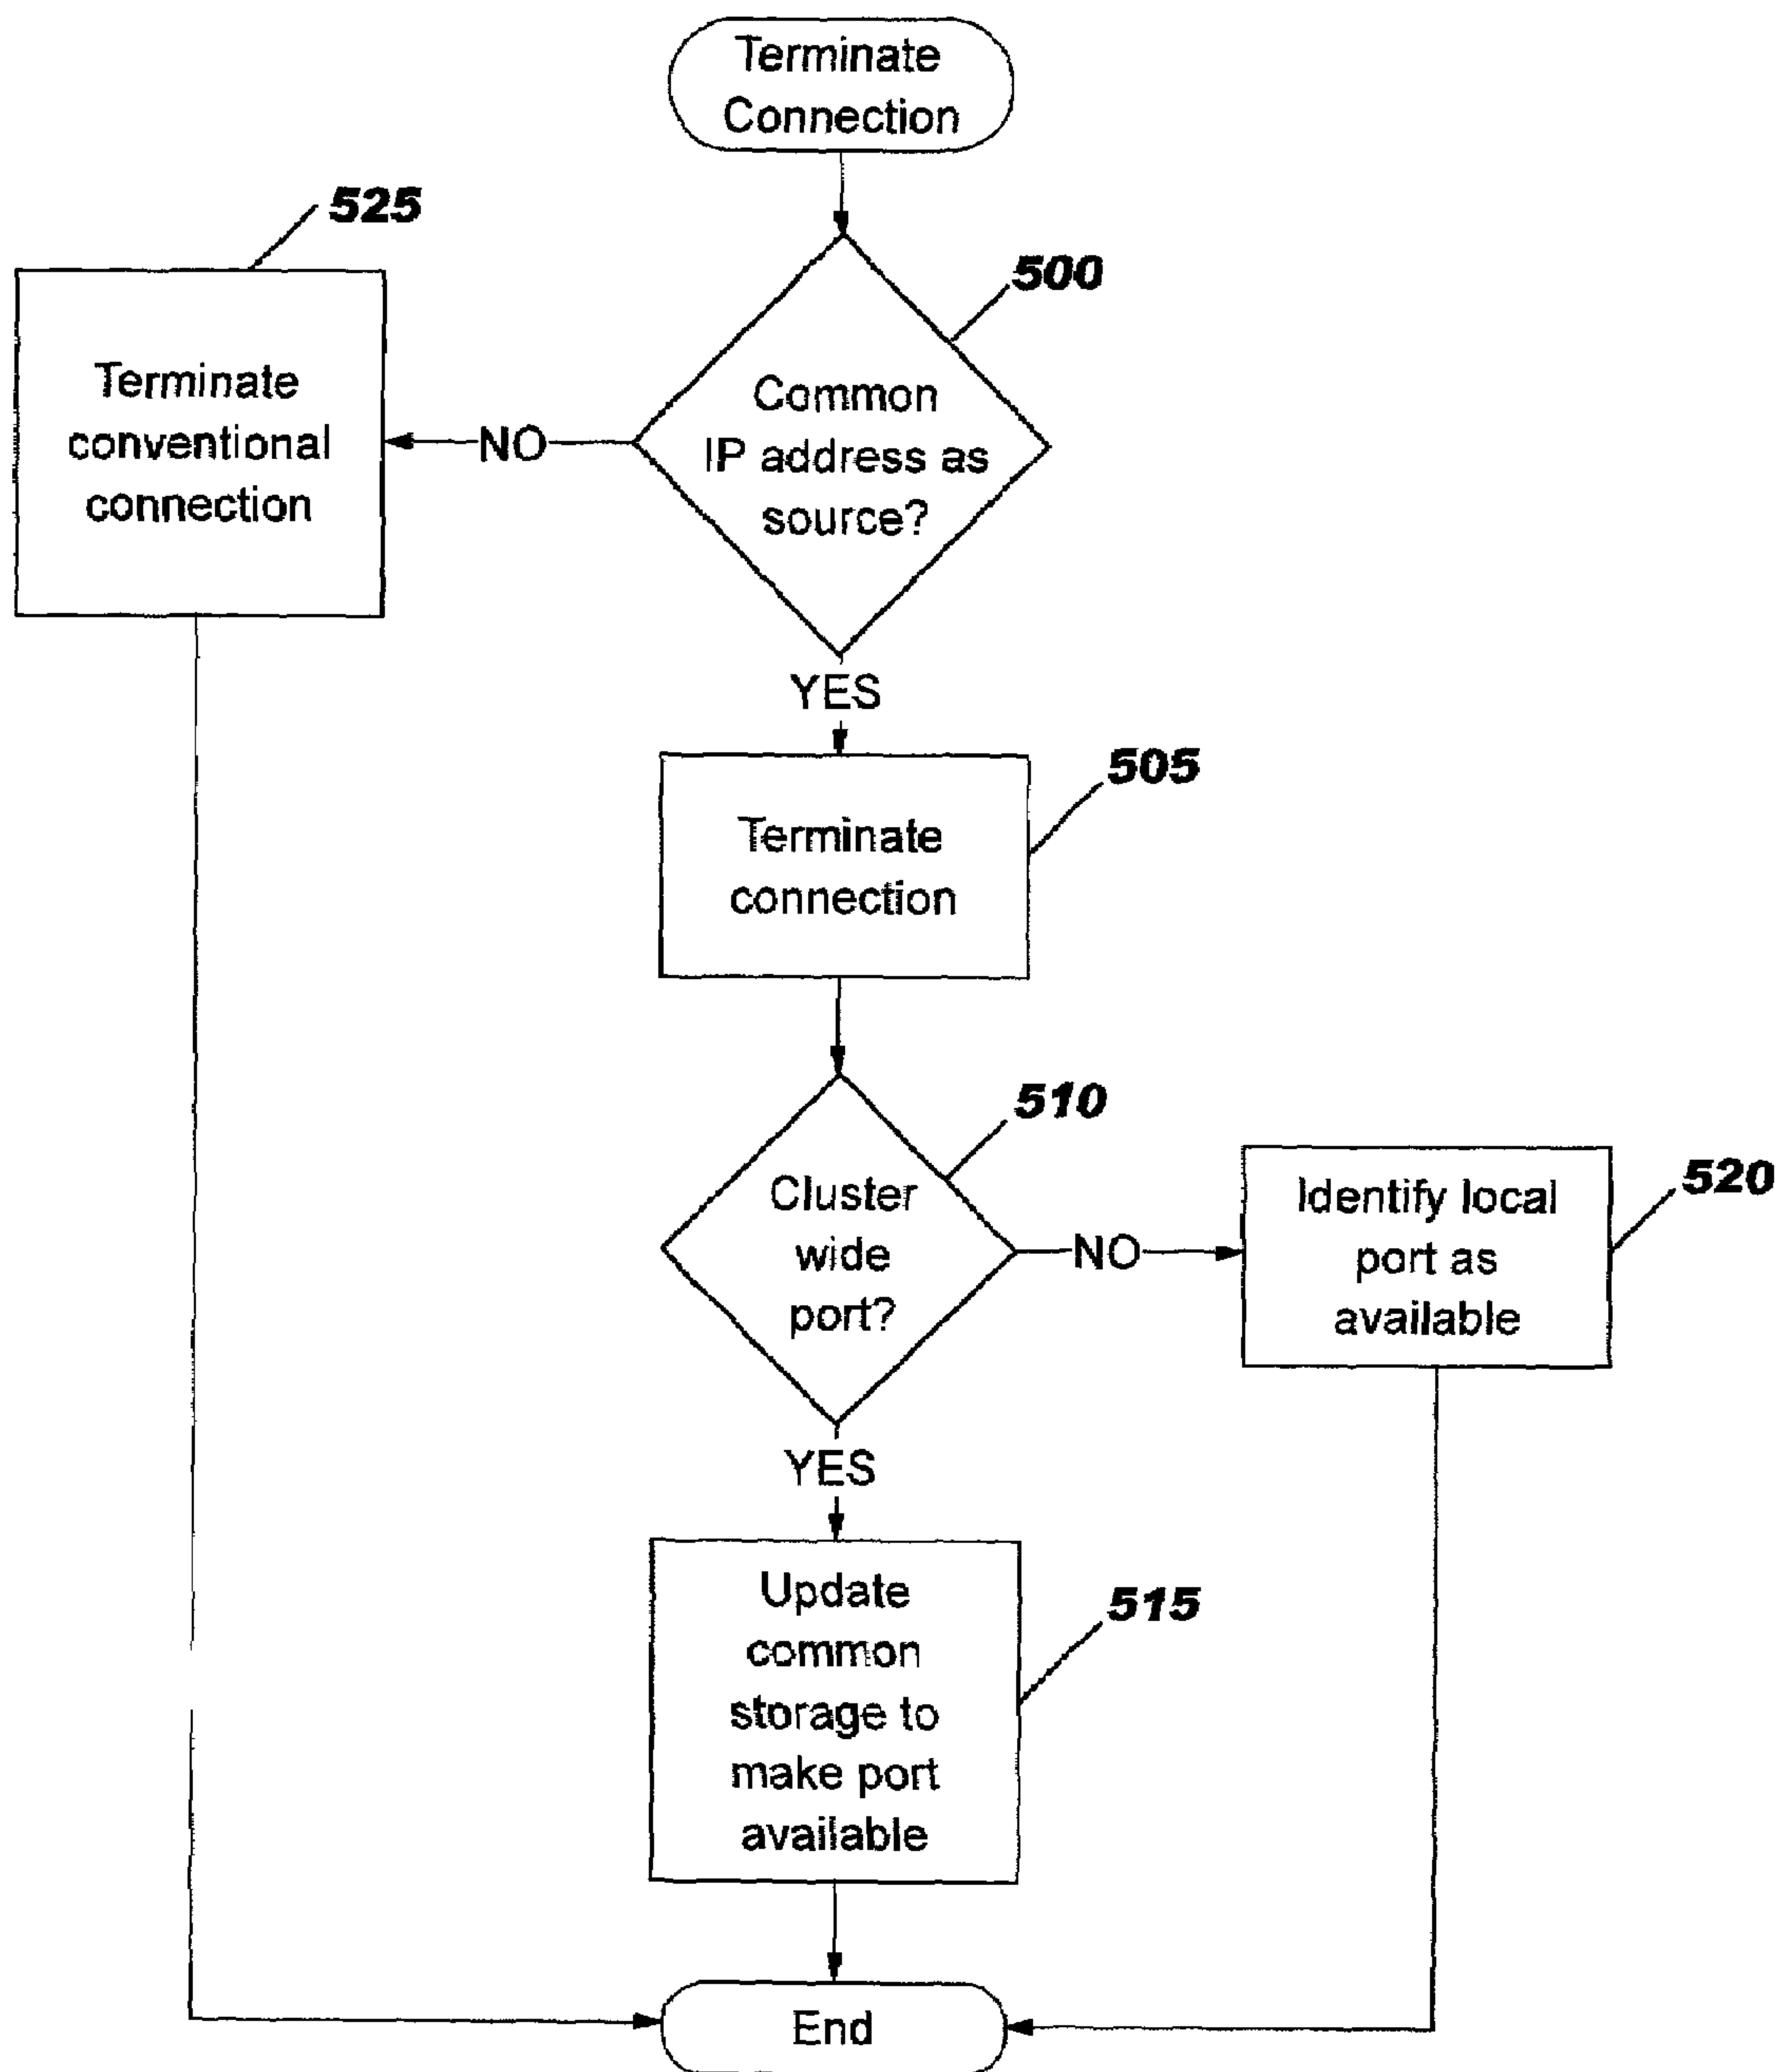 Terminate
Connection
525
500
Terminate
conventional
connection
NO
Common
IP address as
source?
YES
505
Terminate
connection
510
Cluster
wide
port?
NO
520
Identify local
port as
available
YES
515
Update
common
storage to
make port
available
End